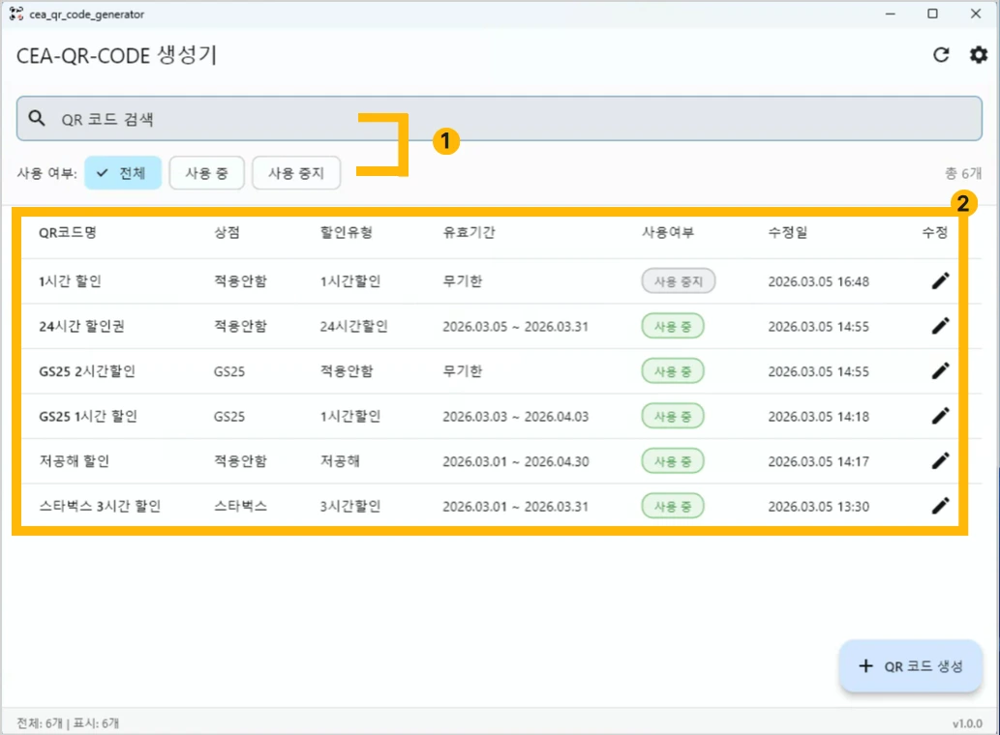 cea_qr_code_generator
CEA-QR-CODE 생성기
QR 코드 검색
1
사용 여부: 전체 사용 중 사용 중지 총 6개
2
QR코드명 상점 할인유형 유효기간 사용여부 수정일 수정
1시간 할인 적용안함 1시간할인 무기한 사용 중지 2026.03.05 16:48
24시간 할인권 적용안함 24시간할인 2026.03.05 ~ 2026.03.31 사용 중 2026.03.05 14:55
GS25 2시간할인 GS25 적용안함 무기한 사용 중 2026.03.05 14:55
GS25 1시간 할인 GS25 1시간할인 2026.03.03 ~ 2026.04.03 사용 중 2026.03.05 14:18
저공해 할인 적용안함 저공해 2026.03.01 ~ 2026.04.30 사용 중 2026.03.05 14:17
스타벅스 3시간 할인 스타벅스 3시간할인 2026.03.01 ~ 2026.03.31 사용 중 2026.03.05 13:30
+ QR 코드 생성
전체: 6개 | 표시: 6개 v1.0.0